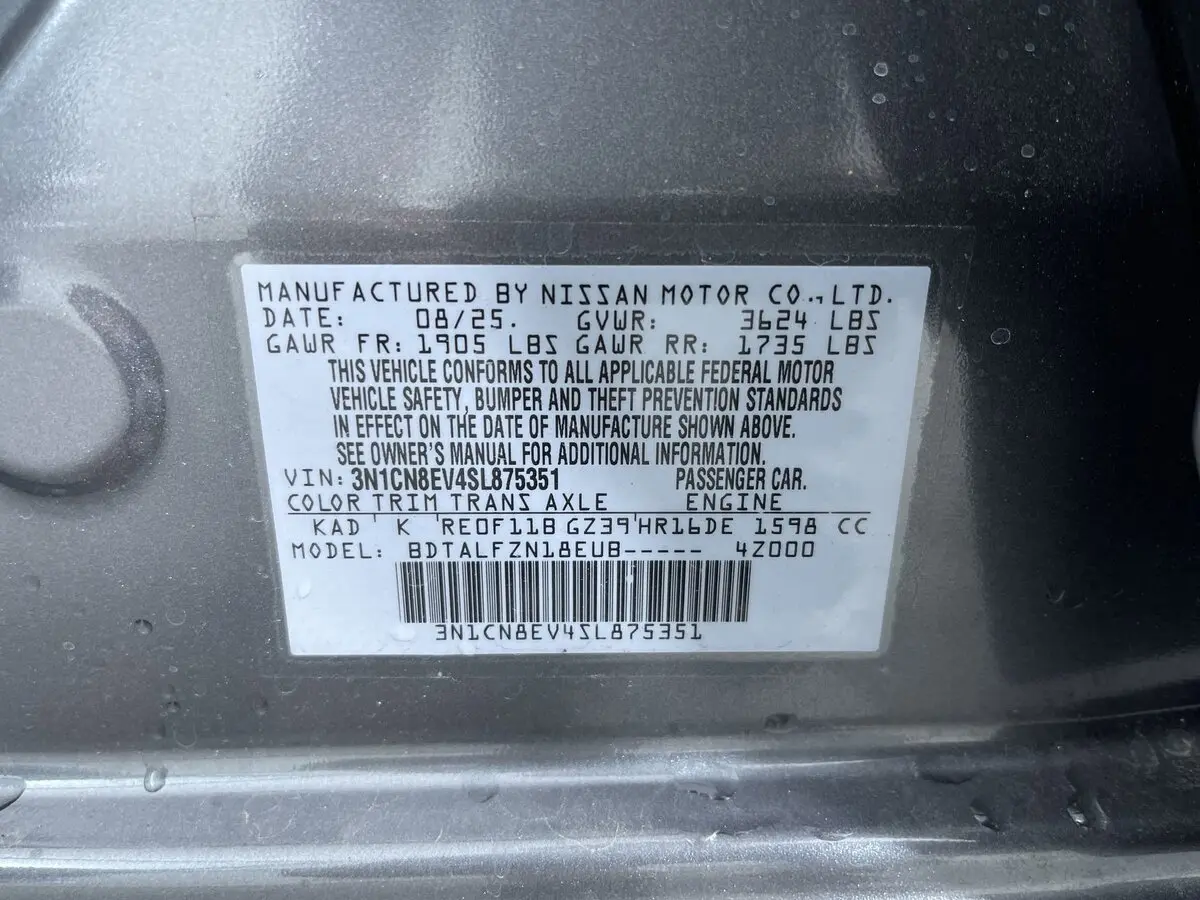 MANUFACTURED BY NISSAN MOTOR CO., LTD.
DATE: 08/25. GVWR: 3624 LBS
GAWR FR: 1905 LBS GAWR RR: 1735 LBS
THIS VEHICLE CONFORMS TO ALL APPLICABLE FEDERAL MOTOR
VEHICLE SAFETY, BUMPER AND THEFT PREVENTION STANDARDS
IN EFFECT ON THE DATE OF MANUFACTURE SHOWN ABOVE.
SEE OWNER'S MANUAL FOR ADDITIONAL INFORMATION.
VIN: 3N1CN8EV4SL875351 PASSENGER CAR.
COLOR TRIM TRANS AXLE ENGINE
KAD K RE0F11B GZ39 HR16DE 1598 CC
MODEL: BDTALFZN18EUB----- 4Z000
3N1CN8EV4SL875351